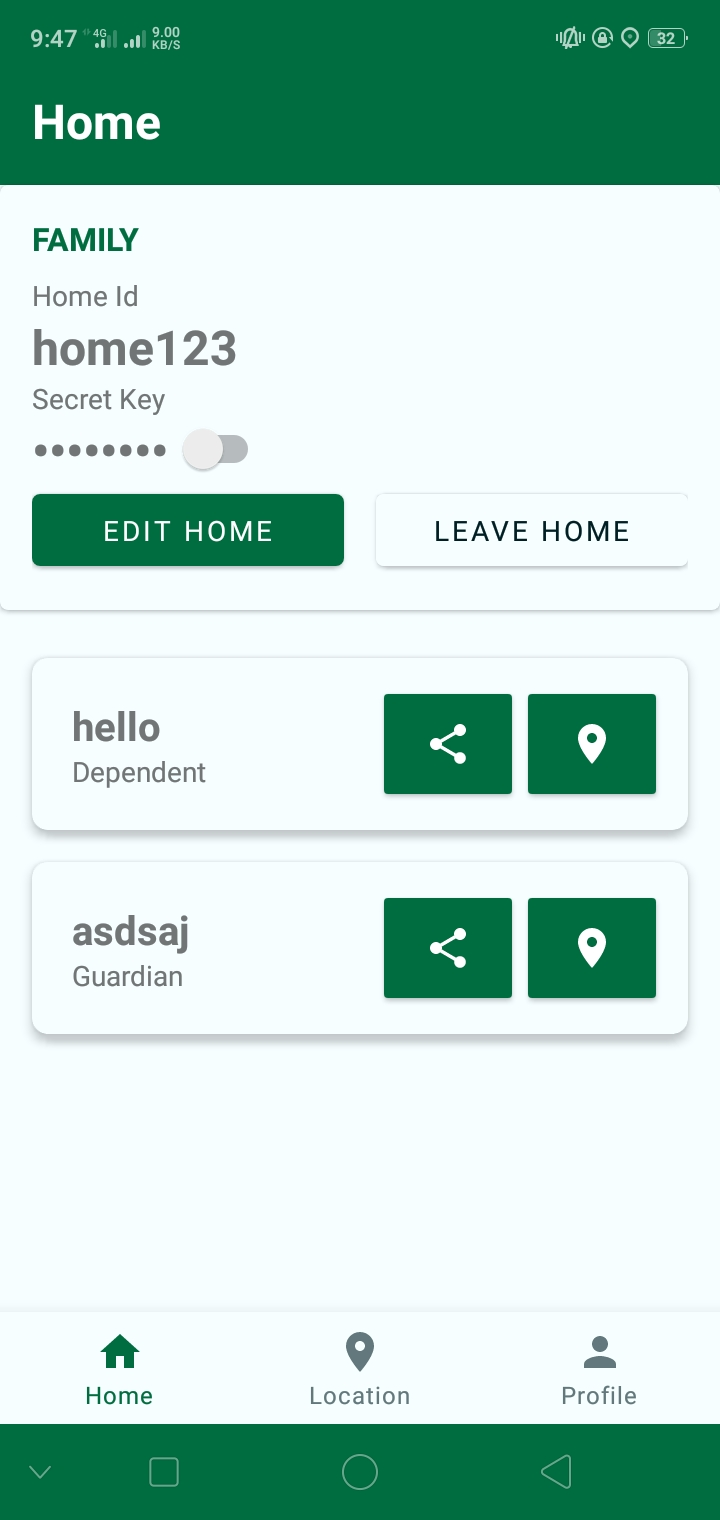 9:47 4G 9.00 KB/S 32
Home
FAMILY
Home Id
home123
Secret Key
••••••••
EDIT HOME LEAVE HOME
hello
Dependent
asdsaj
Guardian
Home Location Profile